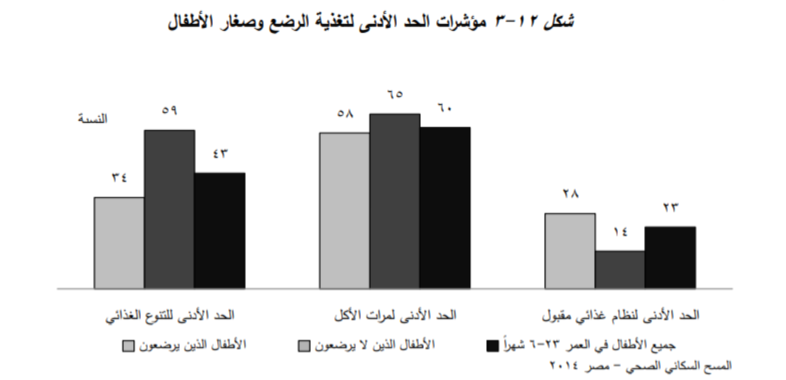 شكل ١٢-٣ مؤشرات الحد الأدنى لتغذية الرضع وصغار الأطفال
النسة
٣٤ ٥٩ ٤٣
٥٨ ٦٥ ٦٠
٢٨ ١٤ ٢٣
الحد الأدنى للتنوع الغذائي
الحد الأدنى لمرات الأكل
الحد الأدنى لنظام غذائي مقبول
الأطفال الذين يرضعون
الأطفال الذين لا يرضعون
جميع الأطفال في العمر ٢٣-٦ شهراً
المسح السكاني الصحي - مصر ٢٠١٤